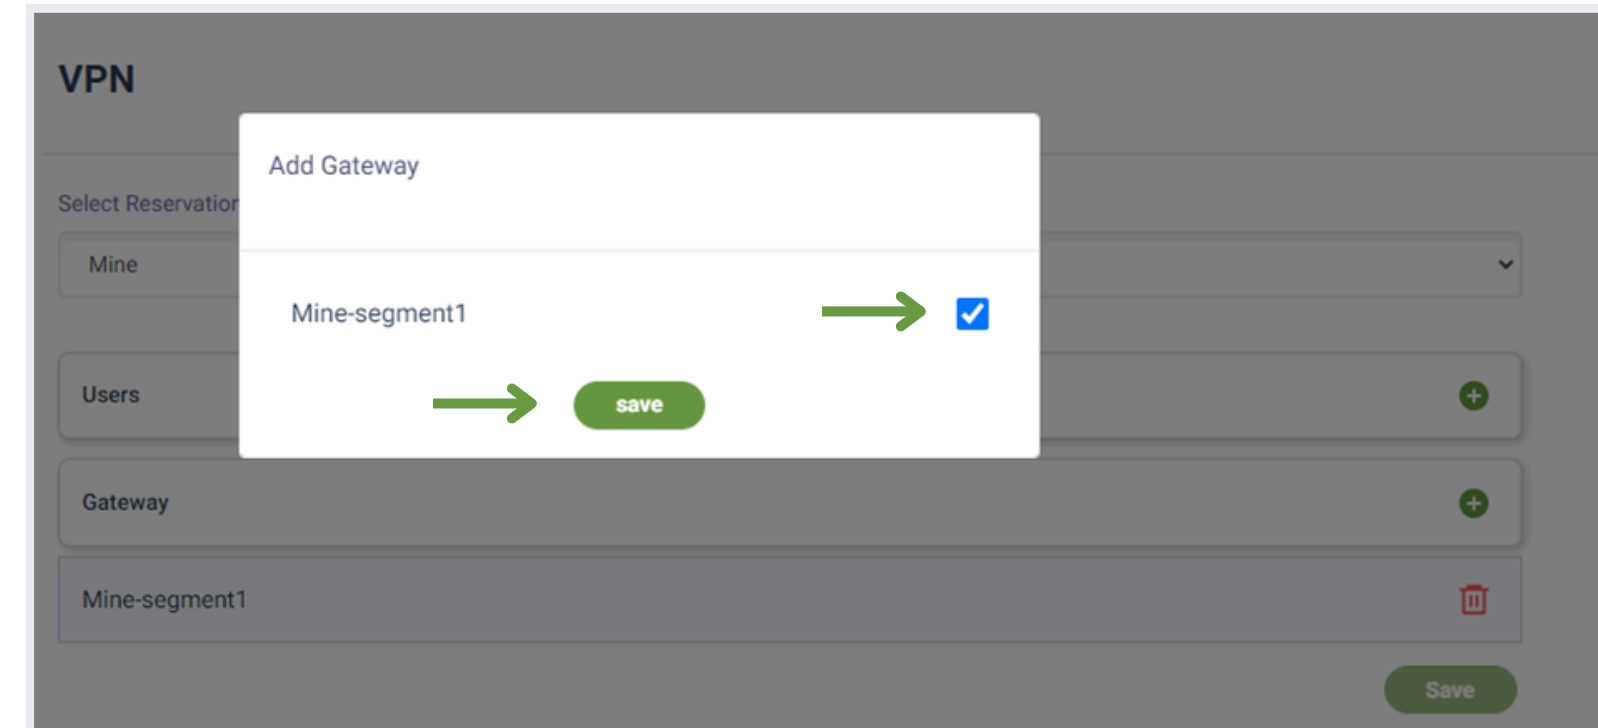 VPN
Add Gateway
Select Reservation
Mine
Mine-segment1
Users
save
Gateway
Mine-segment1
Save